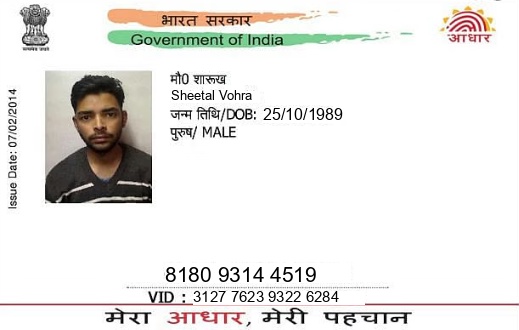 भारत सरकार
Government of India
आधार
Issue Date: 07/02/2014
मौ0 शारूख
Sheetal Vohra
जन्म तिथि/DOB: 25/10/1989
पुरुष/ MALE
8180 9314 4519
VID : 3127 7623 9322 6284
मेरा आधार, मेरी पहचान